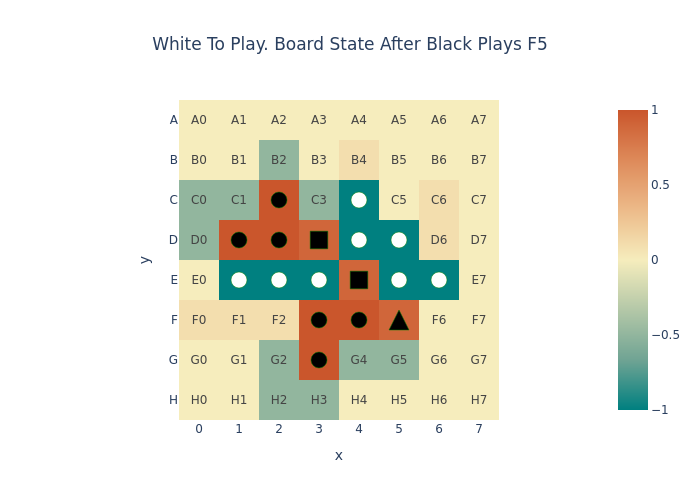 White To Play. Board State After Black Plays F5
A A0 A1 A2 A3 A4 A5 A6 A7
B B0 B1 B2 B3 B4 B5 B6 B7
C C0 C1 C3 C5 C6 C7
D D0 D6 D7
E E0 E7
F F0 F1 F2 F6 F7
G G0 G1 G2 G4 G5 G6 G7
H H0 H1 H2 H3 H4 H5 H6 H7
0 1 2 3 4 5 6 7
x
y
1
0.5
0
−0.5
−1